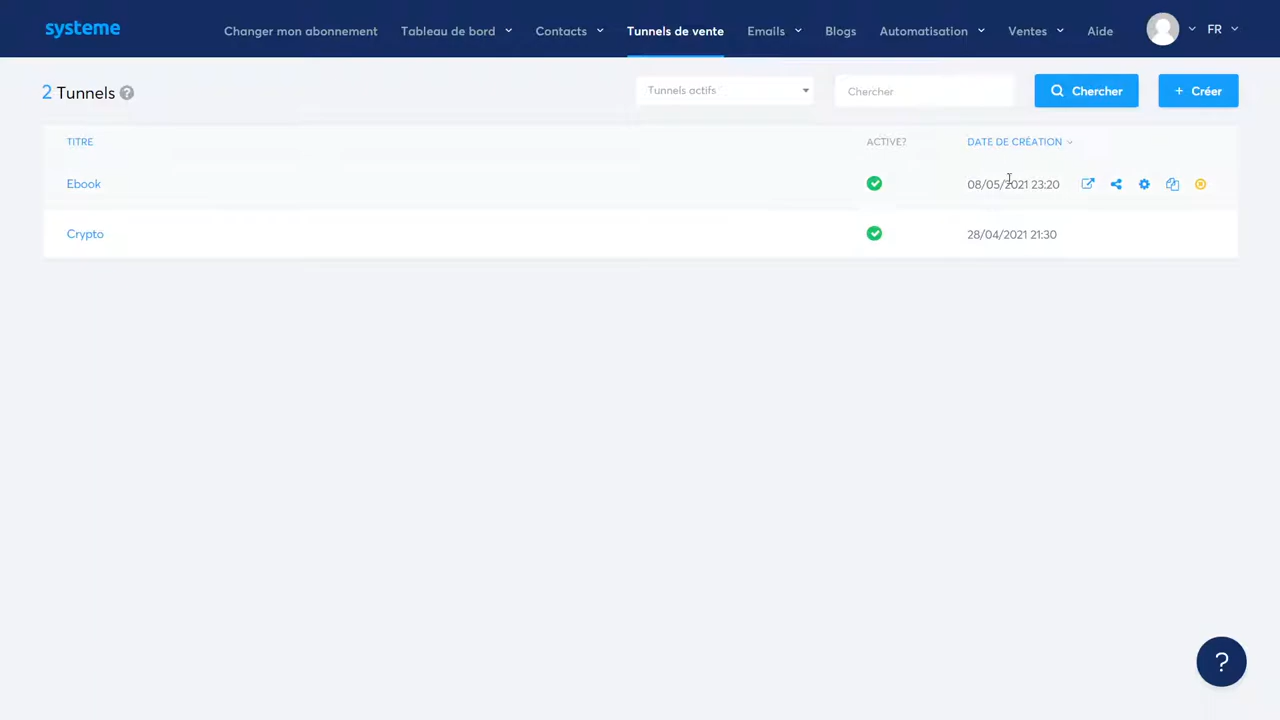 systeme
Changer mon abonnement Tableau de bord Contacts Tunnels de vente Emails Blogs Automatisation Ventes Aide FR
2 Tunnels ?
Tunnels actifs Chercher Chercher + Créer
TITRE ACTIVE? DATE DE CRÉATION
Ebook 08/05/2021 23:20
Crypto 28/04/2021 21:30
?